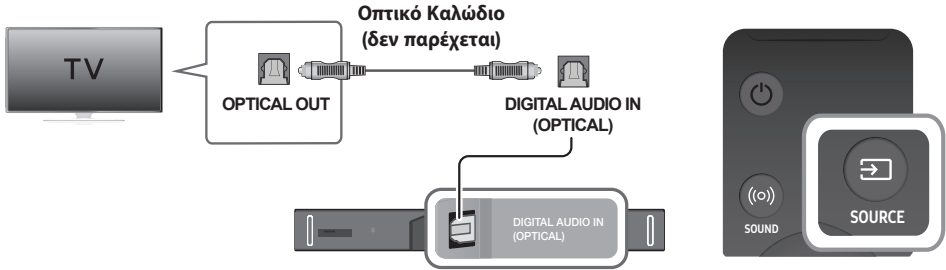 Οπτικό Καλώδιο
(δεν παρέχεται)
TV
OPTICAL OUT
DIGITAL AUDIO IN
(OPTICAL)
DIGITAL AUDIO IN
(OPTICAL)
SOUND
SOURCE